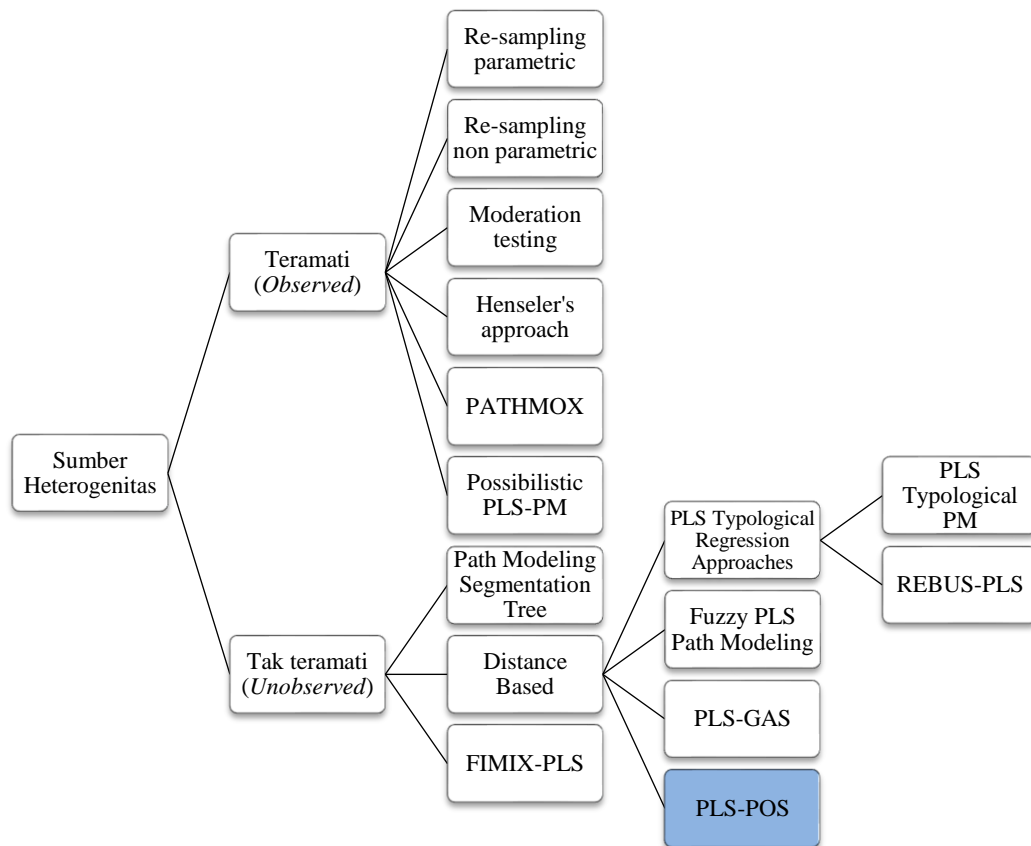 Re-sampling
parametric
Re-sampling
non parametric
Moderation
testing
Teramati
(Observed)
Henseler's
approach
PATHMOX
Sumber
Heterogenitas
Possibilistic
PLS-PM
PLS
Typological
PM
PLS Typological
Regression
Approaches
Path Modeling
Segmentation
Tree
REBUS-PLS
Fuzzy PLS
Path Modeling
Tak teramati
(Unobserved)
Distance
Based
PLS-GAS
FIMIX-PLS
PLS-POS